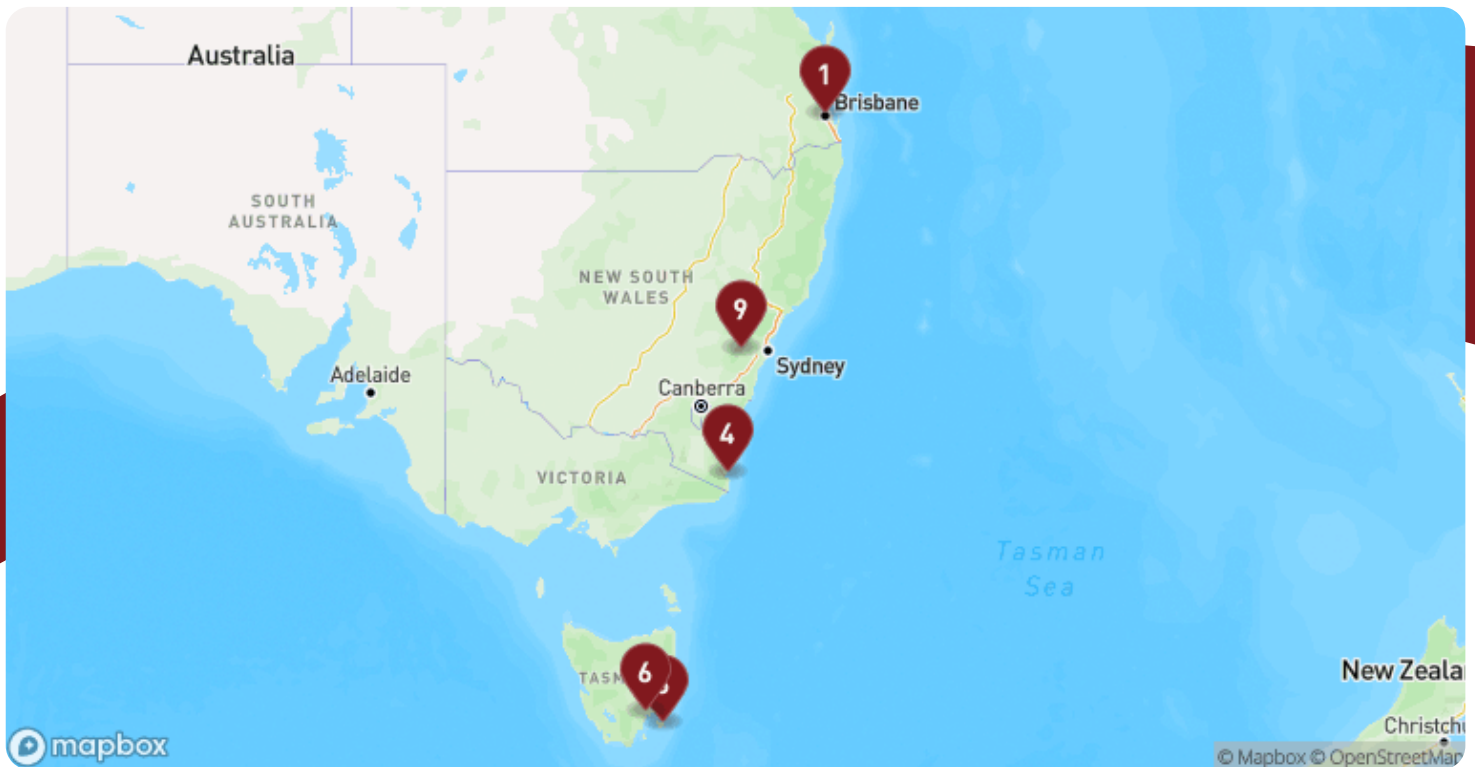 Australia
1
Brisbane
SOUTH
AUSTRALIA
NEW SOUTH
WALES
9
Sydney
Adelaide
Canberra
4
VICTORIA
Tasman
Sea
6
TASM
New Zeala
Christchu
mapbox
© Mapbox © OpenStreetMap